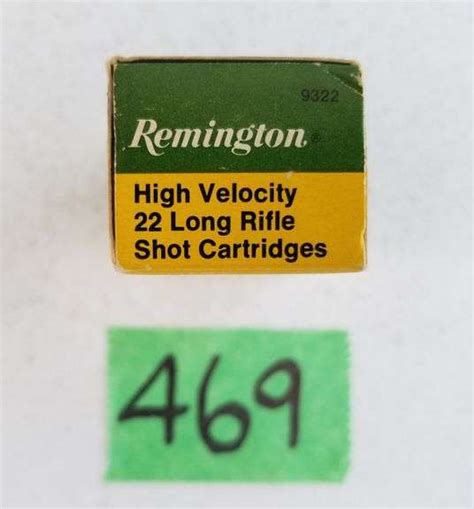 9322
Remington®
High Velocity
22 Long Rifle
Shot Cartridges
469